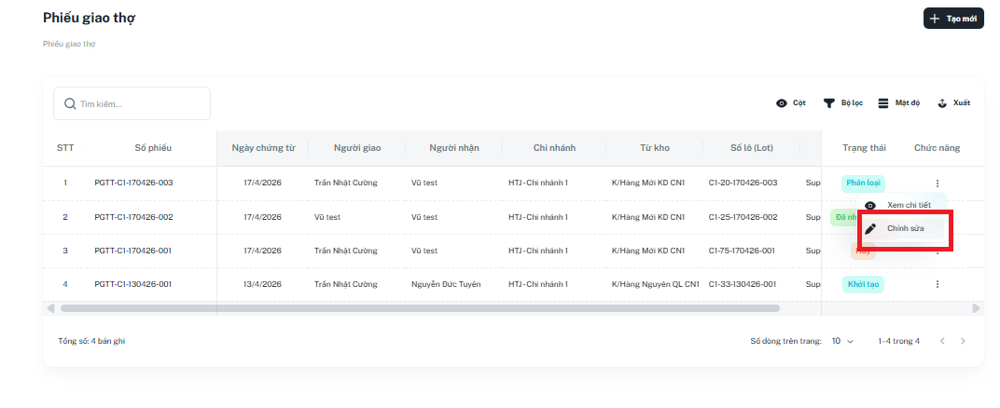 Phiếu giao thợ
Tạo mới
Phiếu giao thợ
Tìm kiếm...
Cột Bộ lọc Mật độ Xuất
STT Số phiếu Ngày chứng từ Người giao Người nhận Chi nhánh Từ kho Số lô (Lot) Trạng thái Chức năng
1 PGTT-C1-170426-003 17/4/2026 Trần Nhật Cường Vũ test HTJ-Chi nhánh 1 K/Hàng Mới KD CN1 C1-20-170426-003 Sup Phân loại
Xem chi tiết
2 PGTT-C1-170426-002 17/4/2026 Vũ test Vũ test HTJ-Chi nhánh 1 K/Hàng Mới KD CN1 C1-25-170426-002 Sup Đã nh
Chỉnh sửa
3 PGTT-C1-170426-001 17/4/2026 Trần Nhật Cường Vũ test HTJ-Chi nhánh 1 K/Hàng Mới KD CN1 C1-75-170426-001 Sup
4 PGTT-C1-130426-001 13/4/2026 Trần Nhật Cường Nguyễn Đức Tuyên HTJ-Chi nhánh 1 K/Hàng Nguyên QL CN1 C1-33-130426-001 Sup Khởi tạo
Tổng số: 4 bản ghi Số dòng trên trang: 10 1–4 trong 4